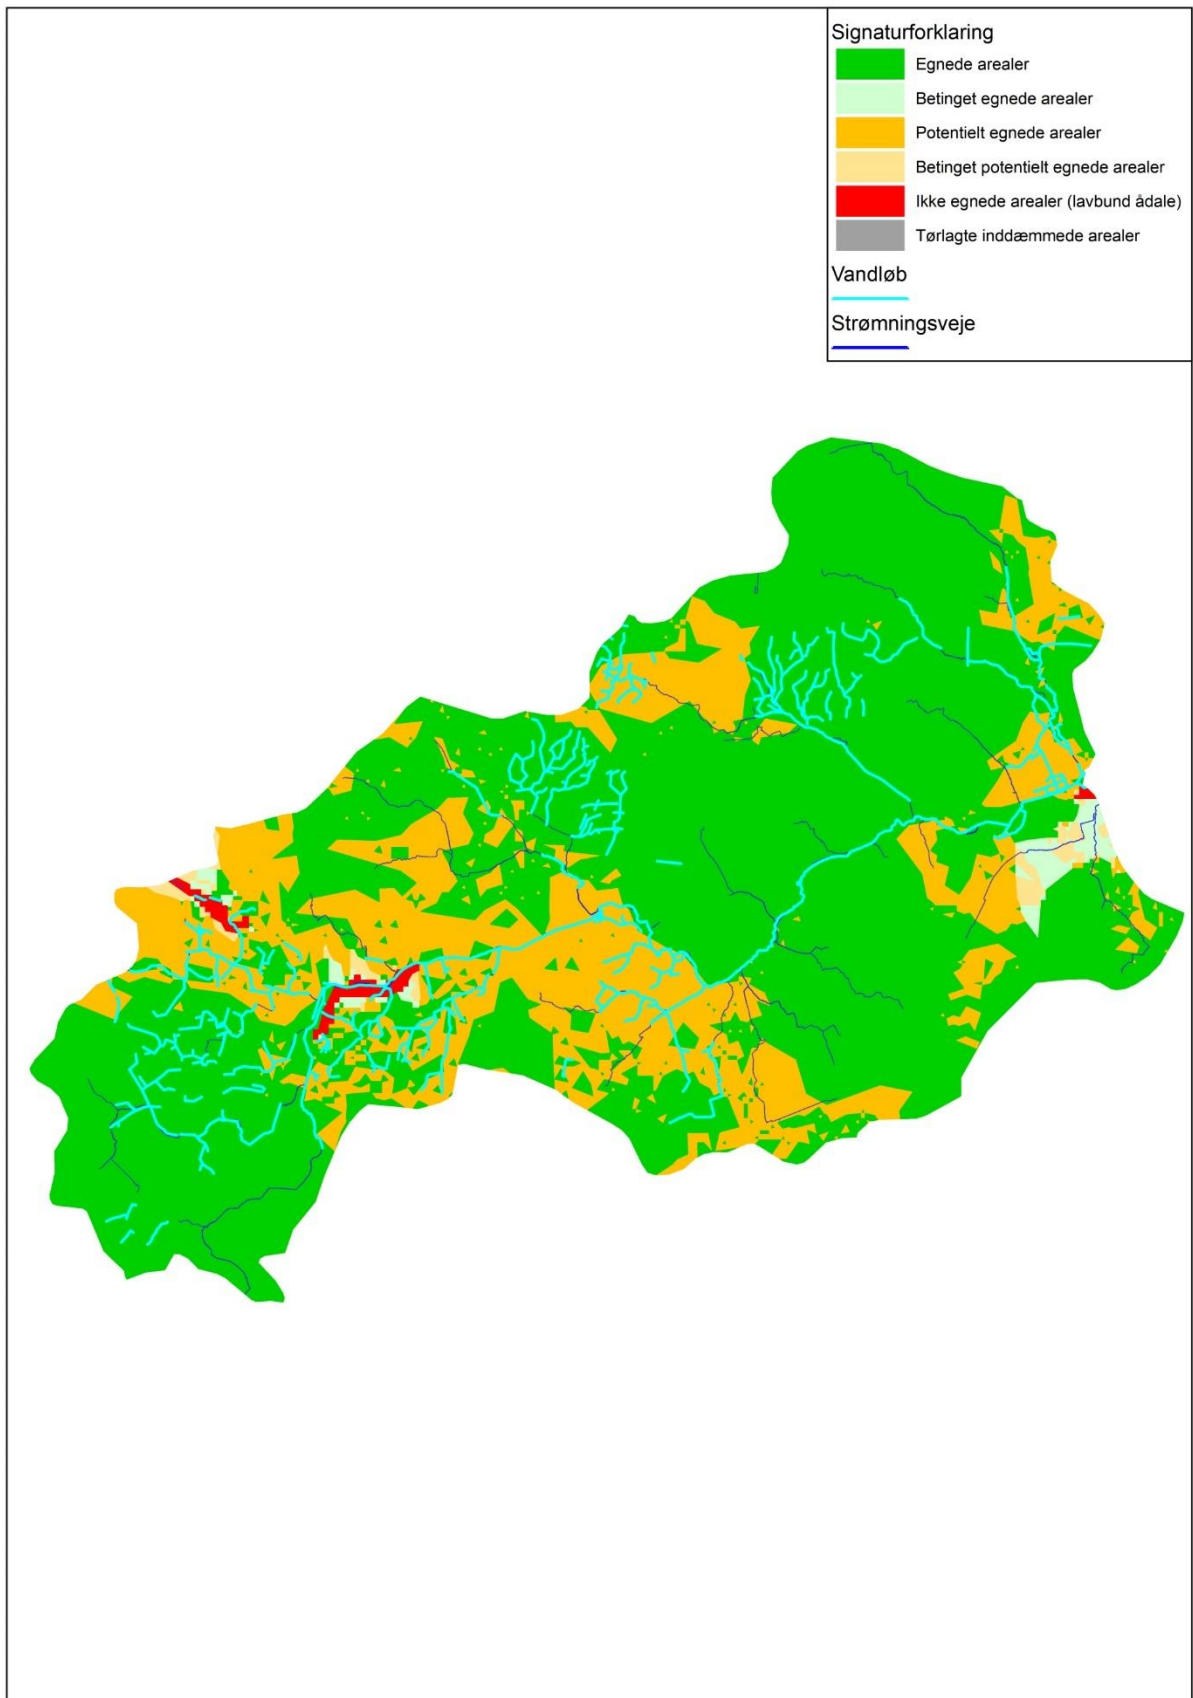 Signaturforklaring
Egnede arealer
Betinget egnede arealer
Potentielt egnede arealer
Betinget potentielt egnede arealer
Ikke egnede arealer (lavbund ådale)
Tørlagte inddæmmede arealer
Vandløb
Strømningsveje